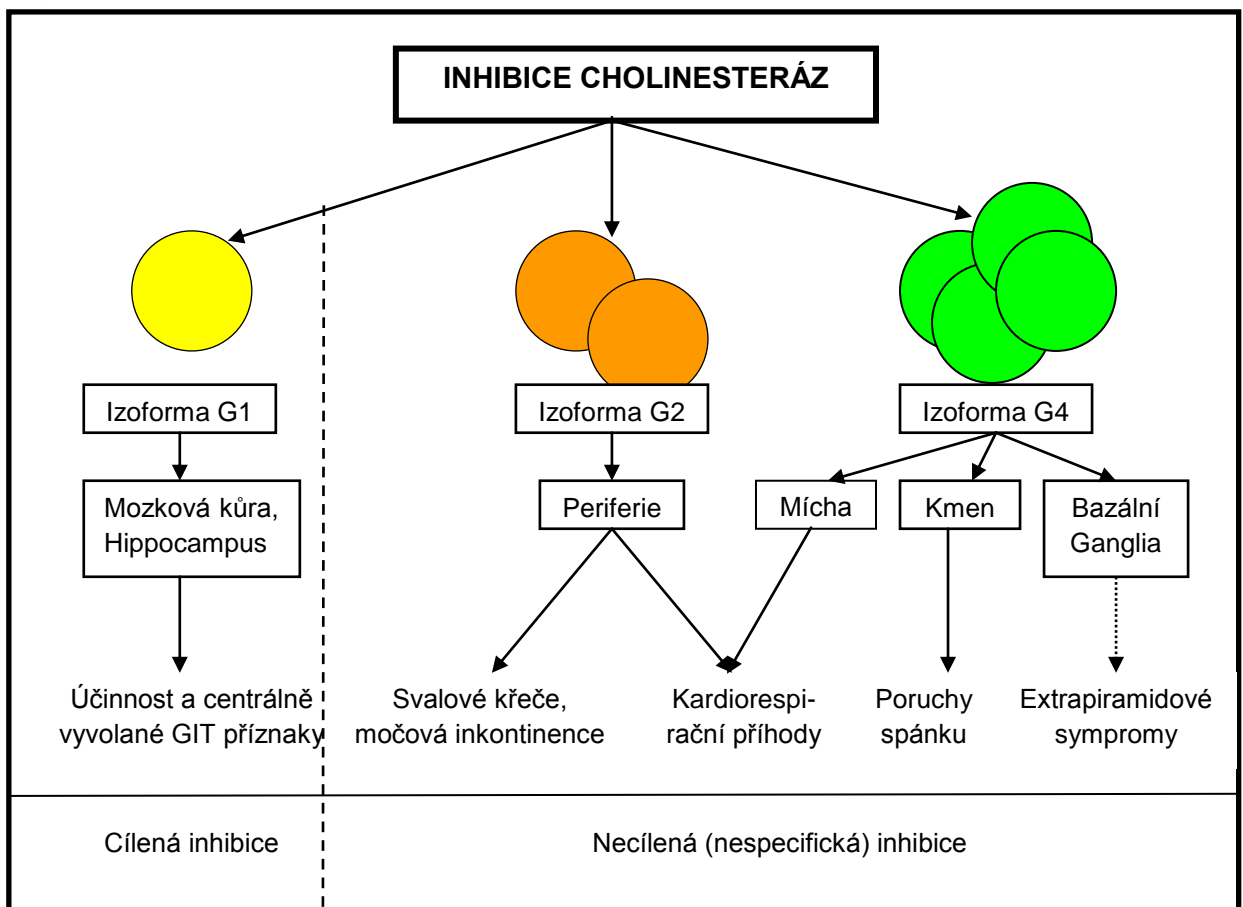 INHIBICE CHOLINESTERÁZ
Izoforma G1
Izoforma G2
Izoforma G4
Mozková kůra,
Hippocampus
Periferie
Mícha
Kmen
Bazální
Ganglia
Účinnost a centrálně
vyvolané GIT příznaky
Svalové křeče,
močová inkontinence
Kardiorespi-
rační příhody
Poruchy
spánku
Extrapiramidové
sympromy
Cílená inhibice
Necílená (nespecifická) inhibice